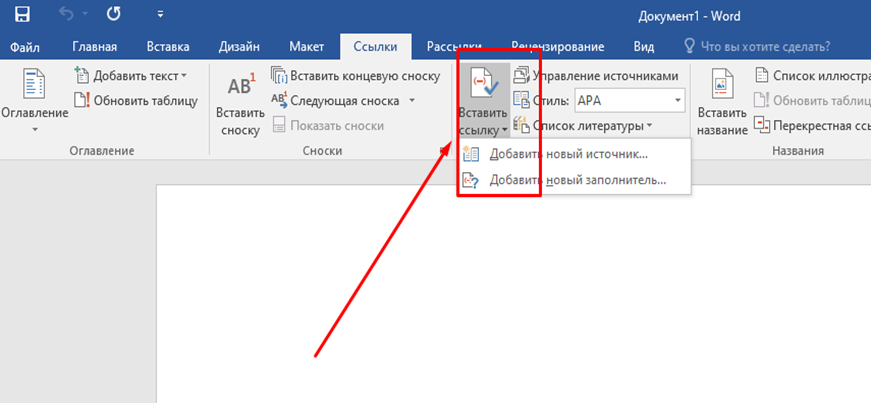 Документ1 - Word
Файл Главная Вставка Дизайн Макет Ссылки Рассылки Рецензирование Вид Что вы хотите сделать?
Оглавление
Добавить текст
Обновить таблицу
Оглавление
AB1
Вставить
сноску
Вставить концевую сноску
AB1 Следующая сноска
Показать сноски
Сноски
Вставить
ссылку
Управление источниками
Стиль: APA
Список литературы
Добавить новый источник...
Добавить новый заполнитель...
Вставить
название
Список иллюстра
Обновить таблиц
Перекрестная ссы
Названия